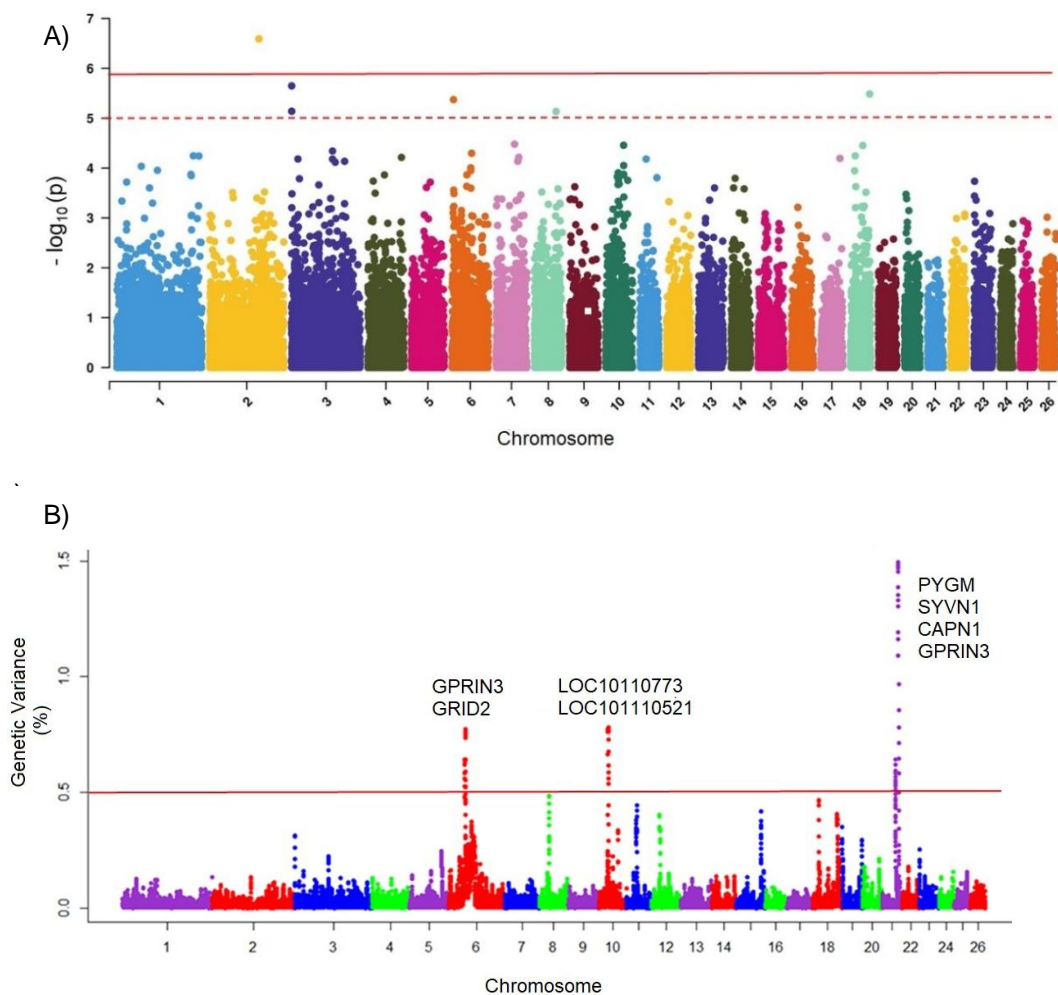 A)
7
6
5
4
3
2
1
0
- log10 (p)
1 2 3 4 5 6 7 8 9 10 11 12 13 14 15 16 17 18 19 20 21 22 23 24 25 26
Chromosome
B)
1.5
1.0
0.5
0.0
Genetic Variance
(%)
PYGM
SYVN1
CAPN1
GPRIN3
GPRIN3
GRID2
LOC10110773
LOC101110521
1 2 3 4 5 6 7 8 9 10 12 13 14 16 18 20 22 24 26
Chromosome